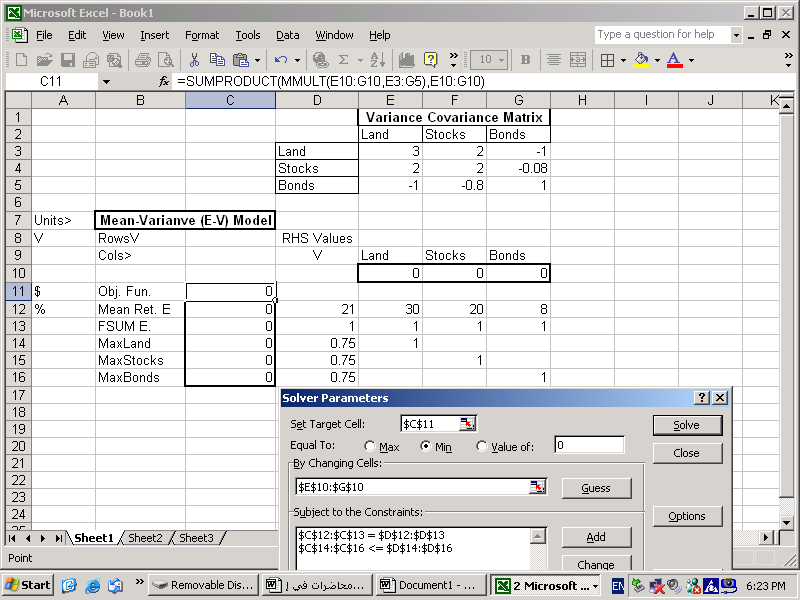 Microsoft Excel - Book1
File Edit View Insert Format Tools Data Window Help Type a question for help
10 B A
C11 fx =SUMPRODUCT(MMULT(E10:G10,E3:G5),E10:G10)
A B C D E F G H I J K
1 Variance Covariance Matrix
2 Land Stocks Bonds
3 Land 3 2 -1
4 Stocks 2 2 -0.08
5 Bonds -1 -0.8 1
6
7 Units> Mean-Varianve (E-V) Model
8 V RowsV RHS Values
9 Cols> V Land Stocks Bonds
10 0 0 0
11 $ Obj. Fun. 0
12 % Mean Ret. E 0 21 30 20 8
13 FSUM E. 0 1 1 1 1
14 MaxLand 0 0.75 1
15 MaxStocks 0 0.75 1
16 MaxBonds 0 0.75 1
17
18
19
20
21
22
23
24
25
Solver Parameters
Set Target Cell: $C$11 Solve
Equal To: Max Min Value of: 0 Close
By Changing Cells:
$E$10:$G$10 Guess
Subject to the Constraints: Options
$C$12:$C$13 = $D$12:$D$13 Add
$C$14:$C$16 <= $D$14:$D$16
Change
Sheet1 Sheet2 Sheet3
Point
Start Removable Dis... محاضرات في إ... Document1 - ... 2 Microsoft ... EN 6:23 PM